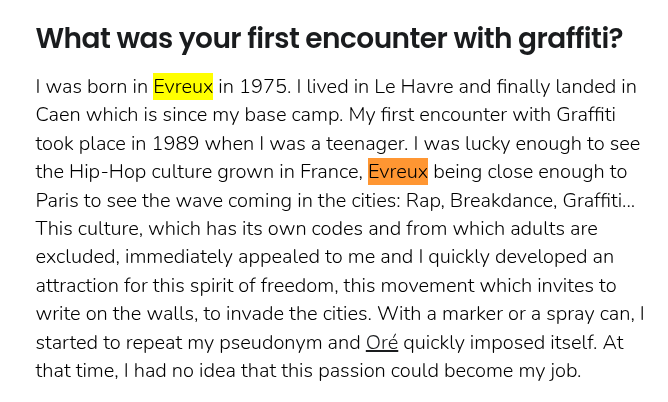 What was your first encounter with graffiti?
I was born in Evreux in 1975. I lived in Le Havre and finally landed in
Caen which is since my base camp. My first encounter with Graffiti
took place in 1989 when I was a teenager. I was lucky enough to see
the Hip-Hop culture grown in France, Evreux being close enough to
Paris to see the wave coming in the cities: Rap, Breakdance, Graffiti...
This culture, which has its own codes and from which adults are
excluded, immediately appealed to me and I quickly developed an
attraction for this spirit of freedom, this movement which invites to
write on the walls, to invade the cities. With a marker or a spray can, I
started to repeat my pseudonym and Oré quickly imposed itself. At
that time, I had no idea that this passion could become my job.